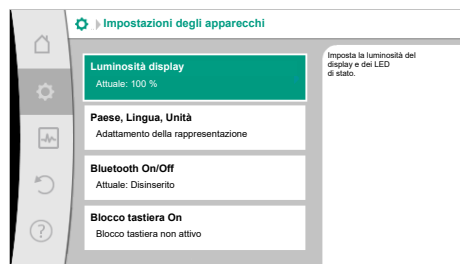 Impostazioni degli apparecchi
Luminosità display
Attuale: 100 %
Imposta la luminosità del
display e dei LED
di stato.
Paese, Lingua, Unità
Adattamento della rappresentazione
Bluetooth On/Off
Attuale: Disinserito
Blocco tastiera On
Blocco tastiera non attivo